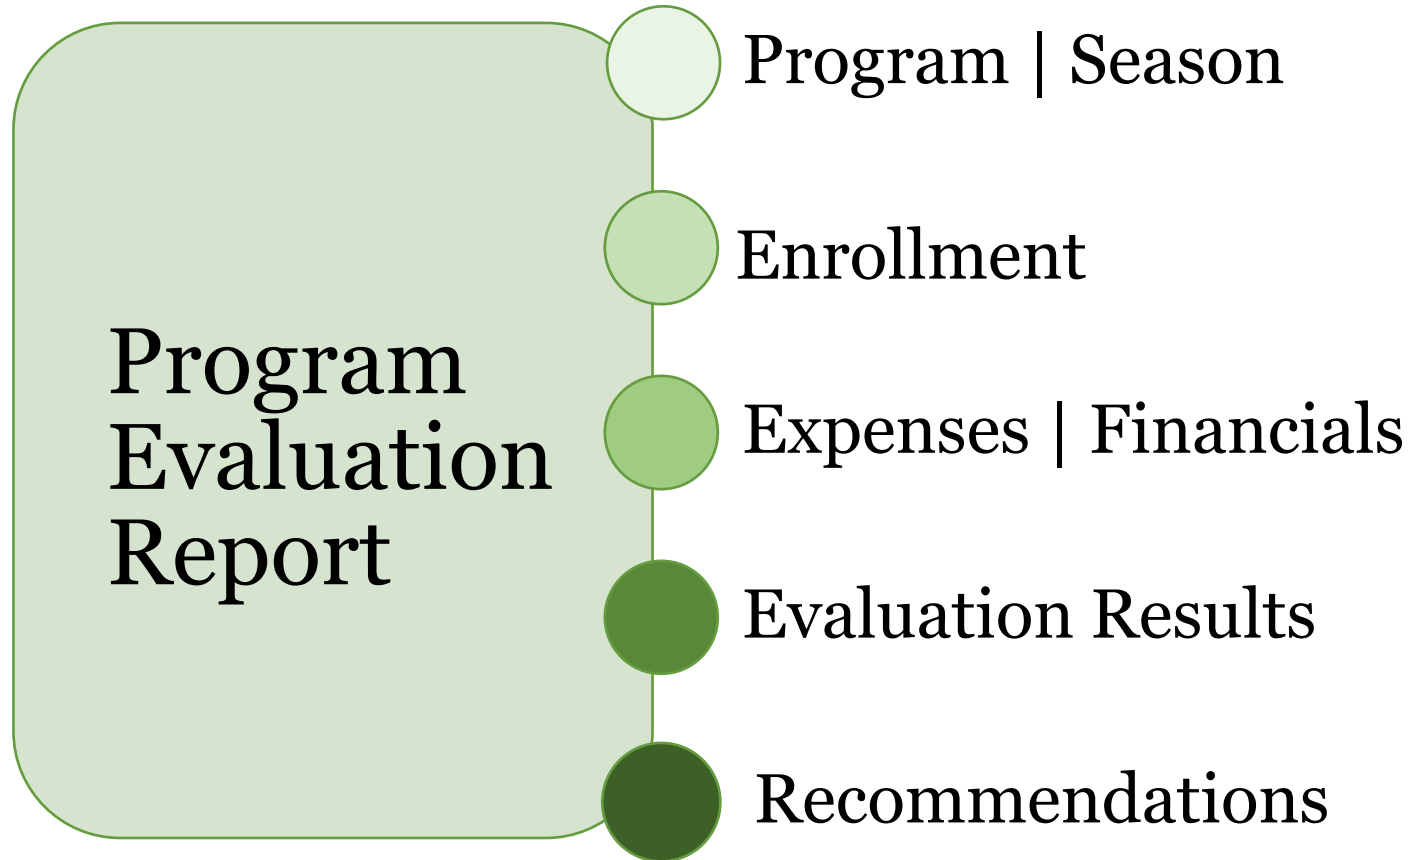 Program
Evaluation
Report
Program | Season
Enrollment
Expenses | Financials
Evaluation Results
Recommendations